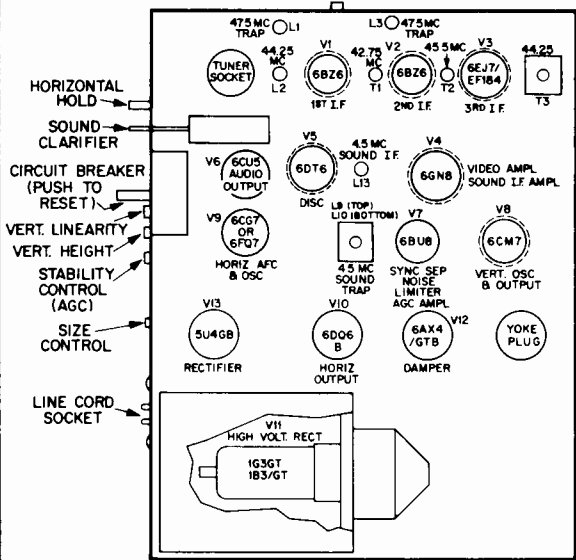 47.5 MC
TRAP
L1
L3
47.5 MC
TRAP
44.25
MC
L2
TUNER
SOCKET
V1
6BZ6
1ST I.F
42.75
MC
T1
V2
6BZ6
2ND I.F.
45.5MC
T2
V3
6EJ7/
EF184
3RD I F.
44.25
T3
HORIZONTAL
HOLD
SOUND
CLARIFIER
CIRCUIT BREAKER
(PUSH TO
RESET)
VERT. LINEARITY
VERT. HEIGHT
STABILITY
CONTROL
(AGC)
SIZE
CONTROL
LINE CORD
SOCKET
V6
6CU5
AUDIO
OUTPUT
V5
6DT6
DISC
4.5 MC
SOUND I.F.
L13
V4
6GN8
VIDEO AMPL
SOUND I.F. AMPL
V9
6CG7
OR
6FQ7
HORIZ AFC
& OSC
L9 (TOP)
L10 (BOTTOM)
4.5 MC
SOUND
TRAP
V7
6BU8
SYNC SEP
NOISE
LIMITER
AGC AMPL
V8
6CM7
VERT. OSC
& OUTPUT
V13
5U4GB
RECTIFIER
V10
6DQ6
B
HORIZ
OUTPUT
V12
6AX4
/GTB
DAMPER
YOKE
PLUG
V11
HIGH VOLT. RECT
1G3GT
1B3/GT